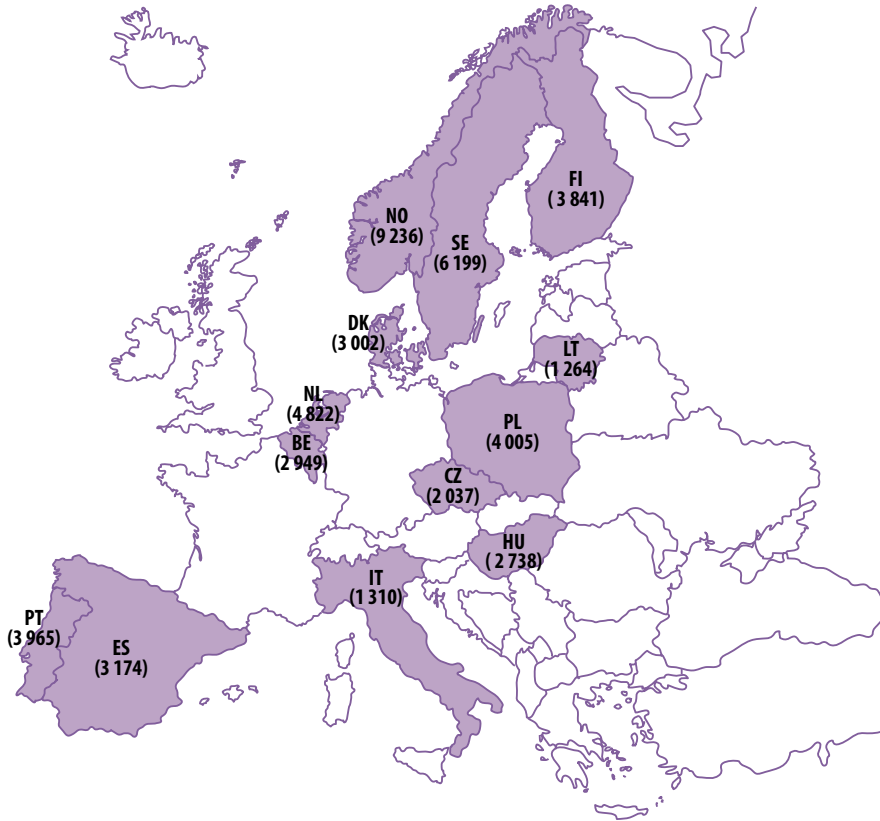 FI
( 3 841)
NO
(9 236)
SE
(6 199)
DK
(3 002)
LT
(1 264)
NL
(4 822)
PL
(4 005)
BE
(2 949)
CZ
(2 037)
HU
( 2 738)
IT
(1 310)
PT
(3 965)
ES
(3 174)